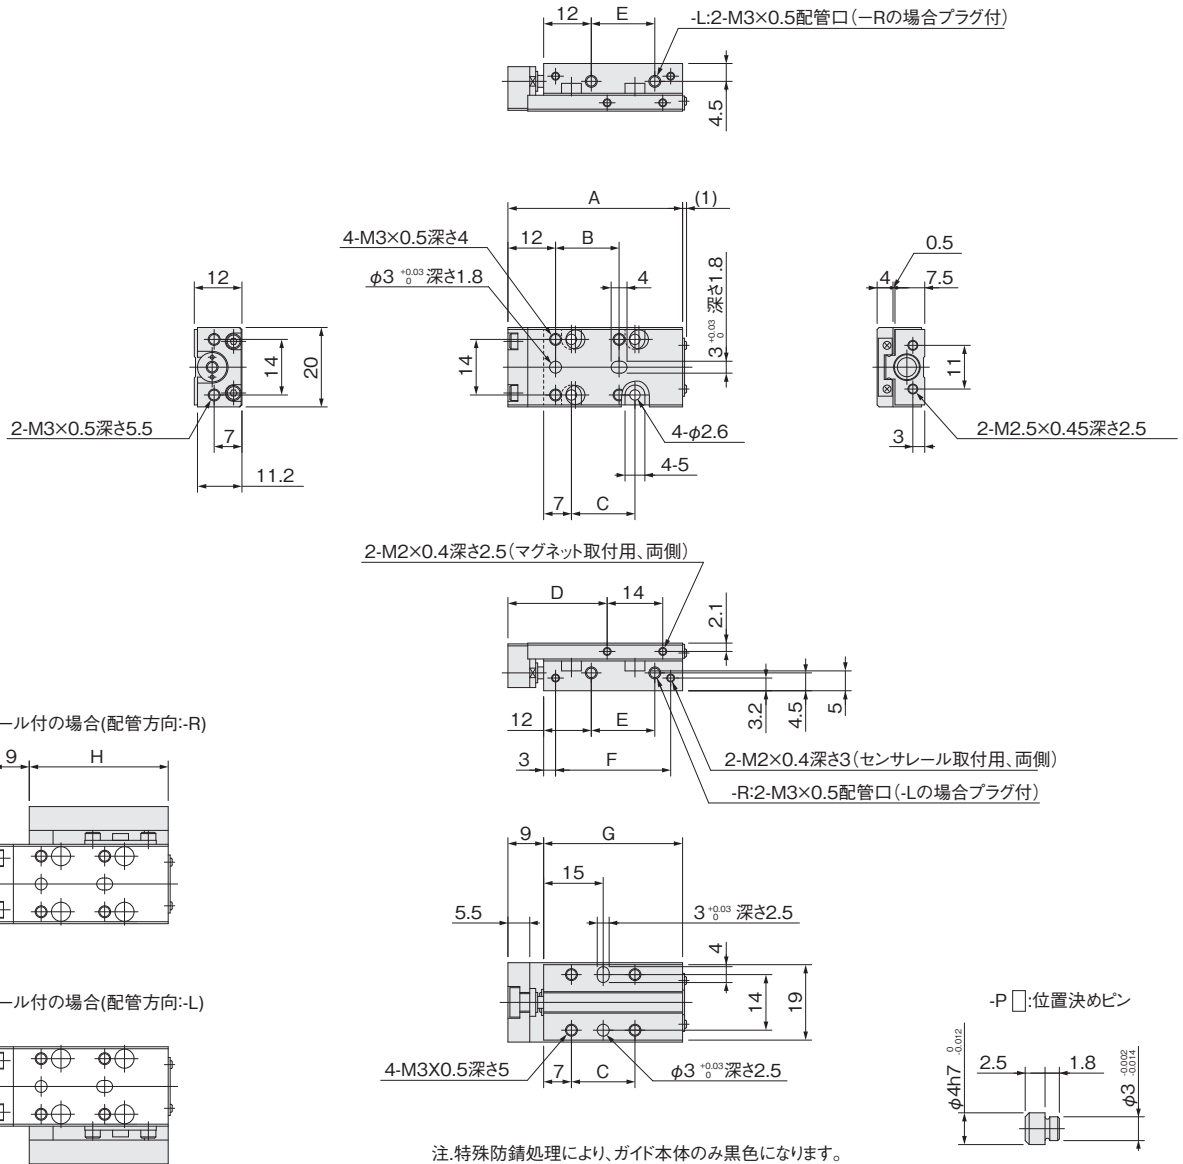 12
E
-L:2-M3×0.5配管口（−Rの場合プラグ付）
4.5
A
(1)
4-M3×0.5深さ4
12
B
φ3 +0.03 0 深さ1.8
4
3 +0.03 0 深さ1.8
0.5
12
4
7.5
14
20
14
11
2-M3×0.5深さ5.5
7
11.2
4-φ2.6
4-5
7
C
3
2-M2.5×0.45深さ2.5
2-M2×0.4深さ2.5（マグネット取付用、両側）
D
14
2.1
12
E
3.2
4.5
5
3
F
2-M2×0.4深さ3（センサレール取付用、両側）
-R:2-M3×0.5配管口（-Lの場合プラグ付）
ール付の場合(配管方向:-R)
9
H
9
G
15
5.5
3 +0.03 0 深さ2.5
4
14
19
4-M3X0.5深さ5
7
C
φ3 +0.03 0 深さ2.5
ール付の場合(配管方向:-L)
-P □:位置決めピン
φ4h7 0 -0.012
2.5
1.8
φ3 -0.002 -0.014
注.特殊防錆処理により、ガイド本体のみ黒色になります。